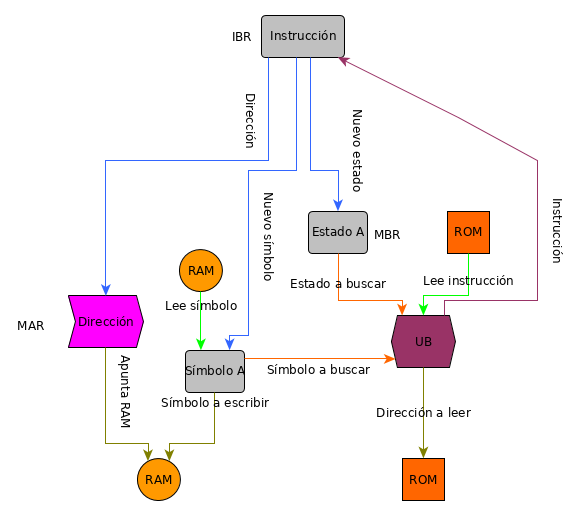 IBR
Instrucción
Dirección
Nuevo estado
Nuevo símbolo
Instrucción
Estado A
MBR
ROM
RAM
Estado a buscar
Lee instrucción
Lee símbolo
MAR
Dirección
UB
Símbolo A
Símbolo a buscar
Apunta RAM
Símbolo a escribir
Dirección a leer
RAM
ROM